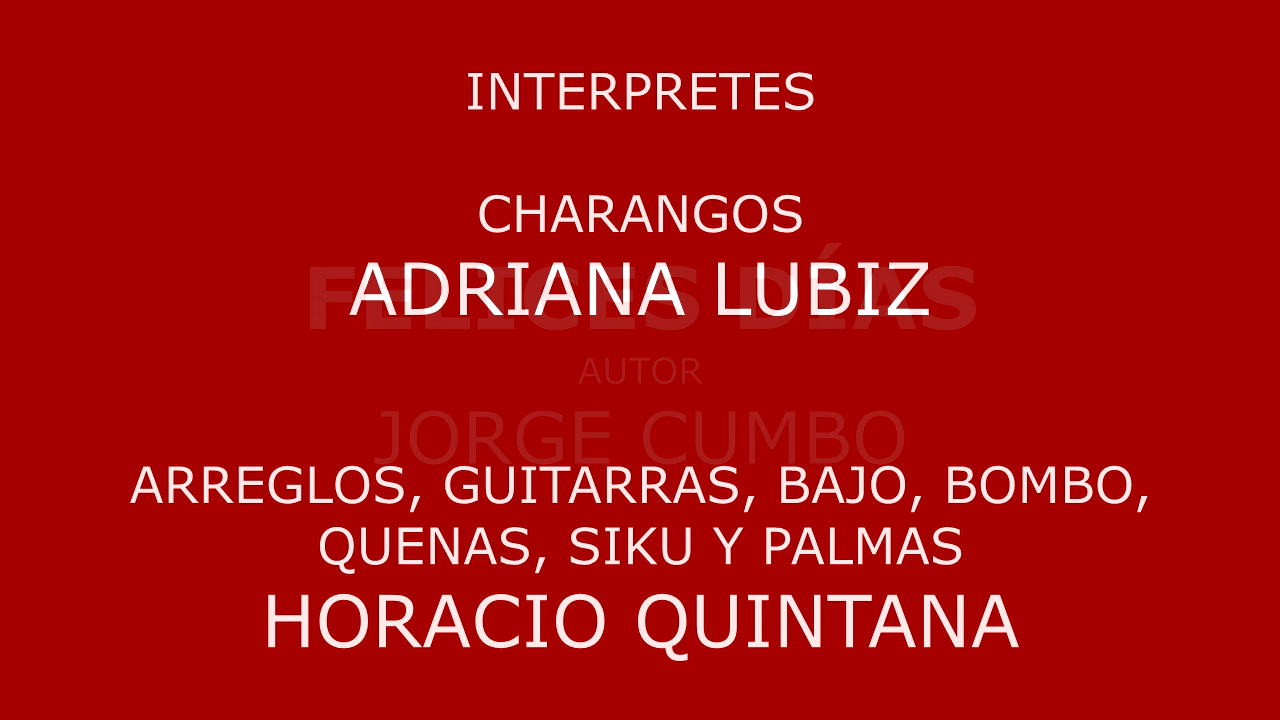 INTERPRETES
CHARANGOS
ADRIANA LUBIZ
FELICES DÍAS
AUTOR
JORGE CUMBO
ARREGLOS, GUITARRAS, BAJO, BOMBO,
QUENAS, SIKU Y PALMAS
HORACIO QUINTANA